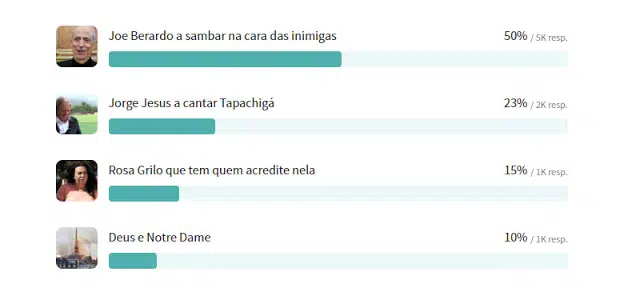 Joe Berardo a sambar na cara das inimigas 50% / 5K resp.
Jorge Jesus a cantar Tapachigá 23% / 2K resp.
Rosa Grilo que tem quem acredite nela 15% / 1K resp.
Deus e Notre Dame 10% / 1K resp.